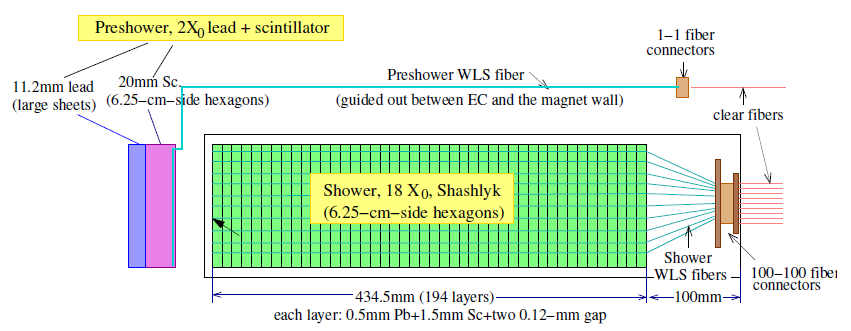 Preshower, 2X0 lead + scintillator
1−1 fiber
connectors
11.2mm lead
(large sheets)
20mm Sc.
(6.25−cm−side hexagons)
Preshower WLS fiber
(guided out between EC and the magnet wall)
clear fibers
Shower, 18 X0, Shashlyk
(6.25−cm−side hexagons)
Shower
WLS fibers
100−100 fiber
connectors
434.5mm (194 layers)
100mm
each layer: 0.5mm Pb+1.5mm Sc+two 0.12−mm gap